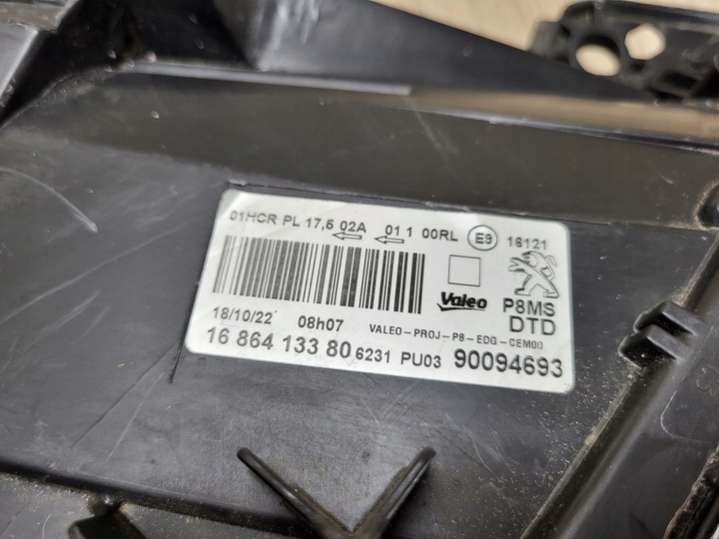 01HCR PL 17,5 02A 01 1 00RL E9 16121
Valeo P8MS
DTD
18/10/22 08h07 VALEO-PROJ-P8-EDG-CEM00
16 864 133 80 6231 PU03 90094693